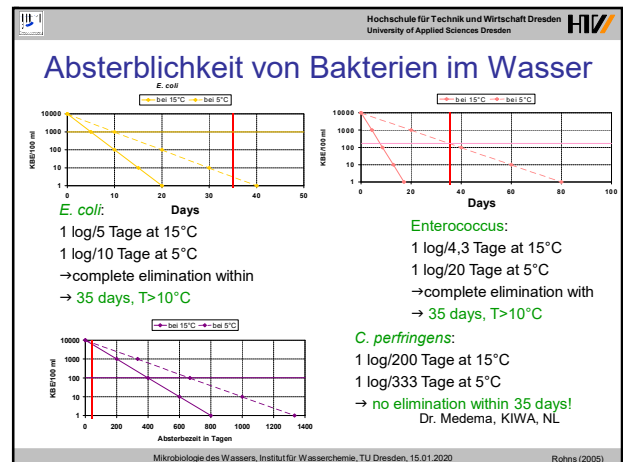 Hochschule für Technik und Wirtschaft Dresden
University of Applied Sciences Dresden
HTW
Absterblichkeit von Bakterien im Wasser
E. coli
bei 15°C bei 5°C
KBE/100 ml
10000
1000
100
10
1
0 10 20 30 40 50
Days
E. coli:
1 log/5 Tage at 15°C
1 log/10 Tage at 5°C
→complete elimination within
→ 35 days, T>10°C
bei 15°C bei 5°C
KBE/100 ml
10000
1000
100
10
1
0 20 40 60 80 100
Days
Enterococcus:
1 log/4,3 Tage at 15°C
1 log/20 Tage at 5°C
→complete elimination with
→ 35 days, T>10°C
bei 15°C bei 5°C
KBE/100 ml
10000
1000
100
10
1
0 200 400 600 800 1000 1200 1400
Absterbezeit in Tagen
C. perfringens:
1 log/200 Tage at 15°C
1 log/333 Tage at 5°C
→ no elimination within 35 days!
Dr. Medema, KIWA, NL
Mikrobiologie des Wassers, Institut für Wasserchemie, TU Dresden, 15.01.2020
Rohns (2005)